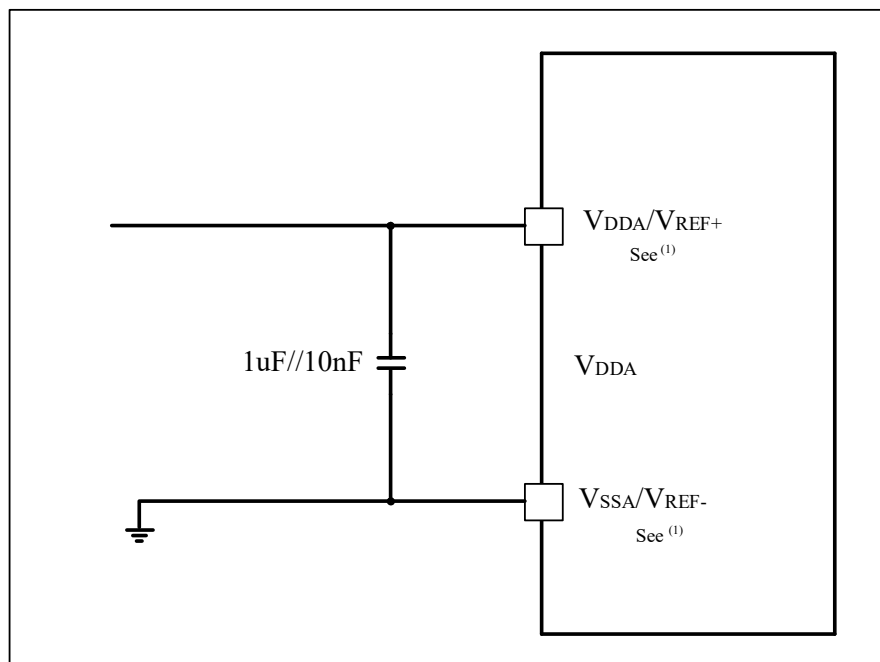 VDDA/VREF+
See (1)
1uF//10nF
VDDA
VSSA/VREF-
See (1)